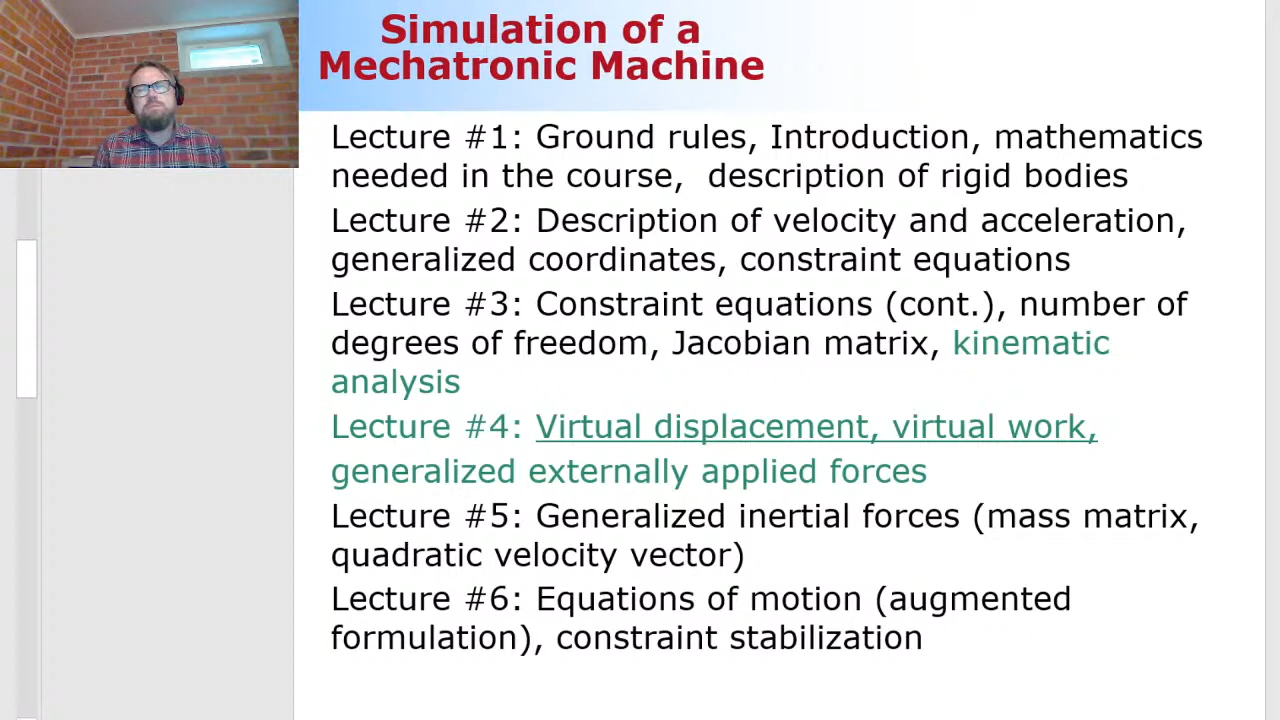 Simulation of a
Mechatronic Machine
Lecture #1: Ground rules, Introduction, mathematics
needed in the course,  description of rigid bodies
Lecture #2: Description of velocity and acceleration,
generalized coordinates, constraint equations
Lecture #3: Constraint equations (cont.), number of
degrees of freedom, Jacobian matrix, kinematic
analysis
Lecture #4: Virtual displacement, virtual work,
generalized externally applied forces
Lecture #5: Generalized inertial forces (mass matrix,
quadratic velocity vector)
Lecture #6: Equations of motion (augmented
formulation), constraint stabilization